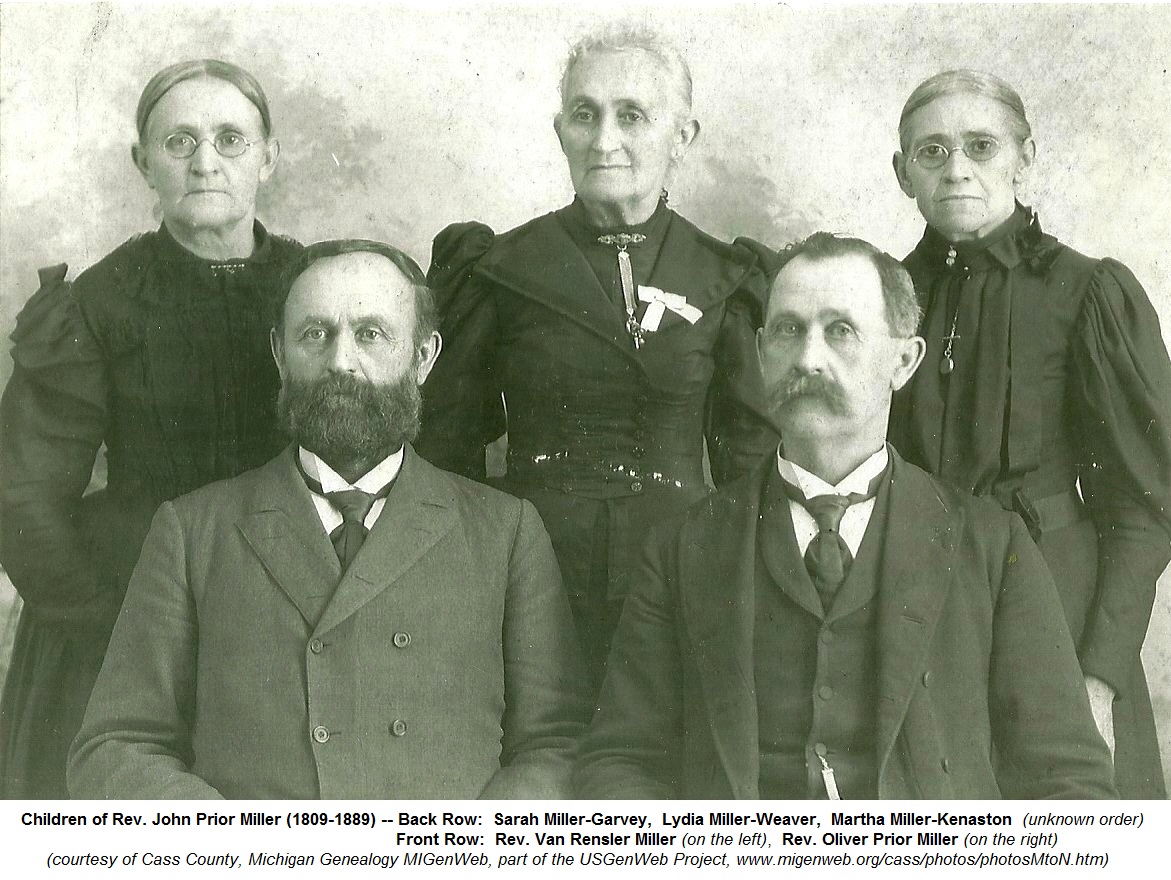 Children of Rev. John Prior Miller (1809-1889) -- Back Row: Sarah Miller-Garvey, Lydia Miller-Weaver, Martha Miller-Kenaston (unknown order)
Front Row: Rev. Van Rensler Miller (on the left), Rev. Oliver Prior Miller (on the right)
(courtesy of Cass County, Michigan Genealogy MIGenWeb, part of the USGenWeb Project, www.migenweb.org/cass/photos/photosMtoN.htm)